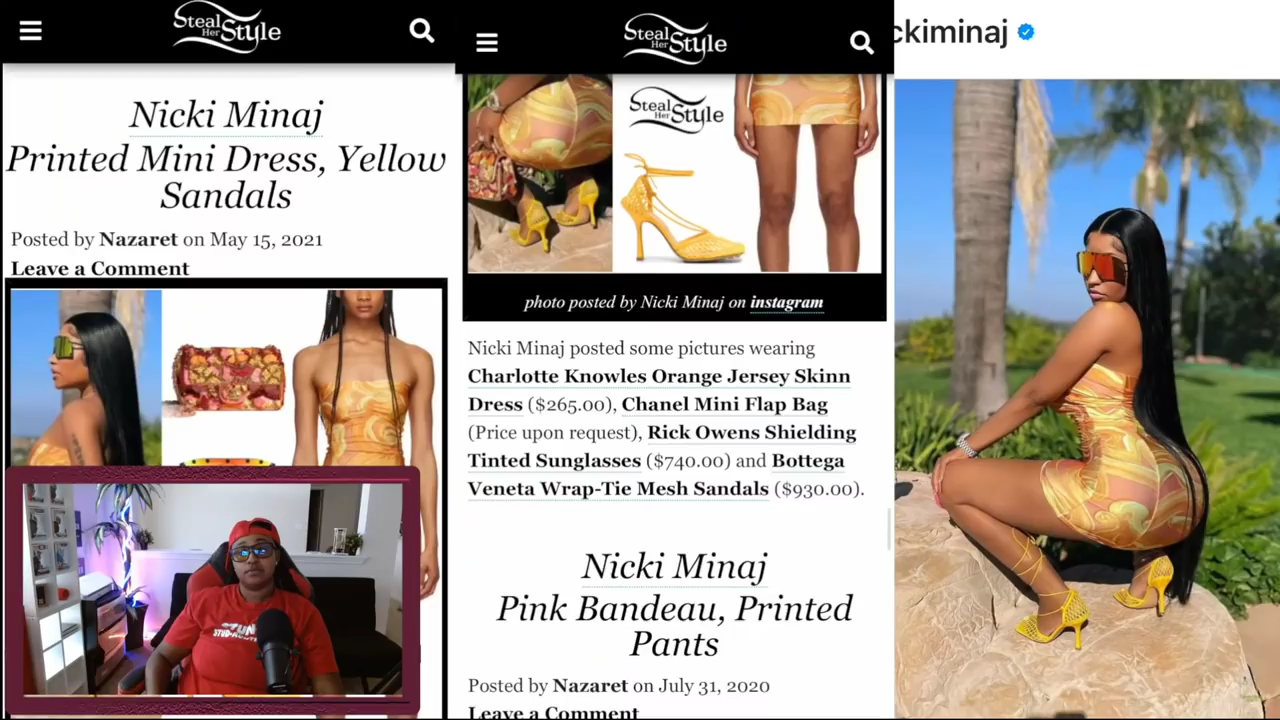 Steal
Her Style
Nicki Minaj
Printed Mini Dress, Yellow
Sandals
Posted by Nazaret on May 15, 2021
Leave a Comment
Steal
Her Style
Steal
Her Style
photo posted by Nicki Minaj on instagram
Nicki Minaj posted some pictures wearing
Charlotte Knowles Orange Jersey Skinn
Dress ($265.00), Chanel Mini Flap Bag
(Price upon request), Rick Owens Shielding
Tinted Sunglasses ($740.00) and Bottega
Veneta Wrap-Tie Mesh Sandals ($930.00).
Nicki Minaj
Pink Bandeau, Printed
Pants
Posted by Nazaret on July 31, 2020
Leave a Comment
ckiminaj